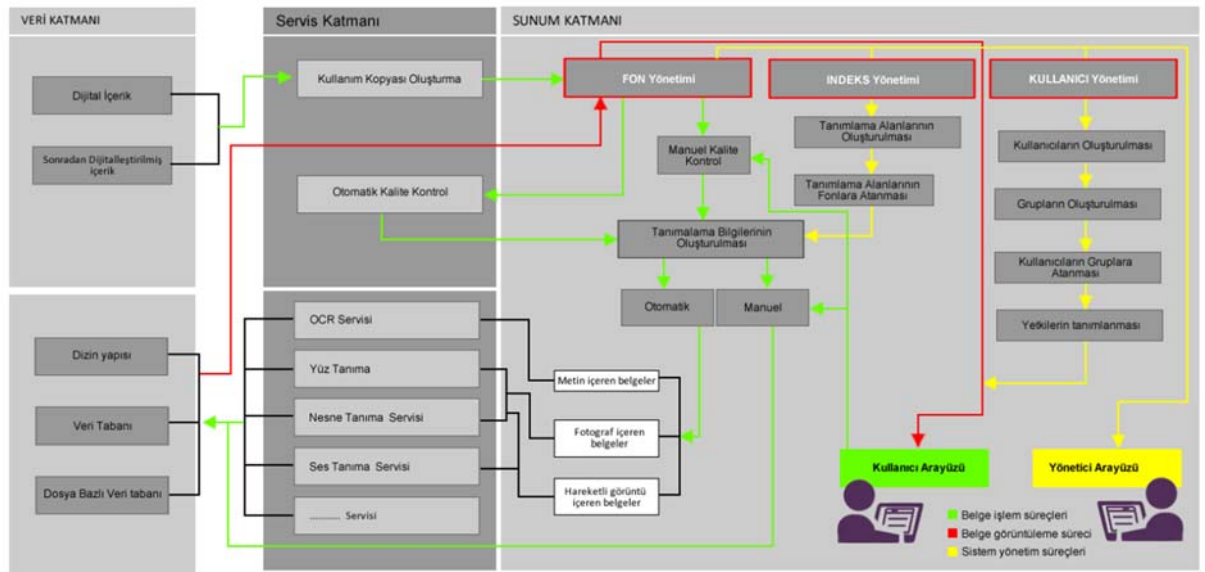 VERİ KATMANI
Servis Katmanı
SUNUM KATMANI
Dijital İçerik
Sonradan Dijitalleştirilmiş
içerik
Kullanım Kopyası Oluşturma
Otomatik Kalite Kontrol
FON Yönetimi
INDEKS Yönetimi
KULLANICI Yönetimi
Manuel Kalite
Kontrol
Tanımlama Alanlarının
Oluşturulması
Tanımlama Alanlarının
Fonlara Atanması
Kullanıcıların Oluşturulması
Grupların Oluşturulması
Kullanıcıların Gruplara
Atanması
Yetkilerin tanımlanması
Tanımalama Bilgilerinin
Oluşturulması
Otomatik
Manuel
Dizin yapısı
Veri Tabanı
Dosya Bazlı Veri tabanı
OCR Servisi
Yüz Tanıma
Nesne Tanıma Servisi
Ses Tanıma Servisi
........... Servisi
Metin içeren belgeler
Fotograf içeren
belgeler
Hareketli görüntü
içeren belgeler
Kullanıcı Arayüzü
Yönetici Arayüzü
Belge işlem süreçleri
Belge görüntüleme süreci
Sistem yönetim süreçleri